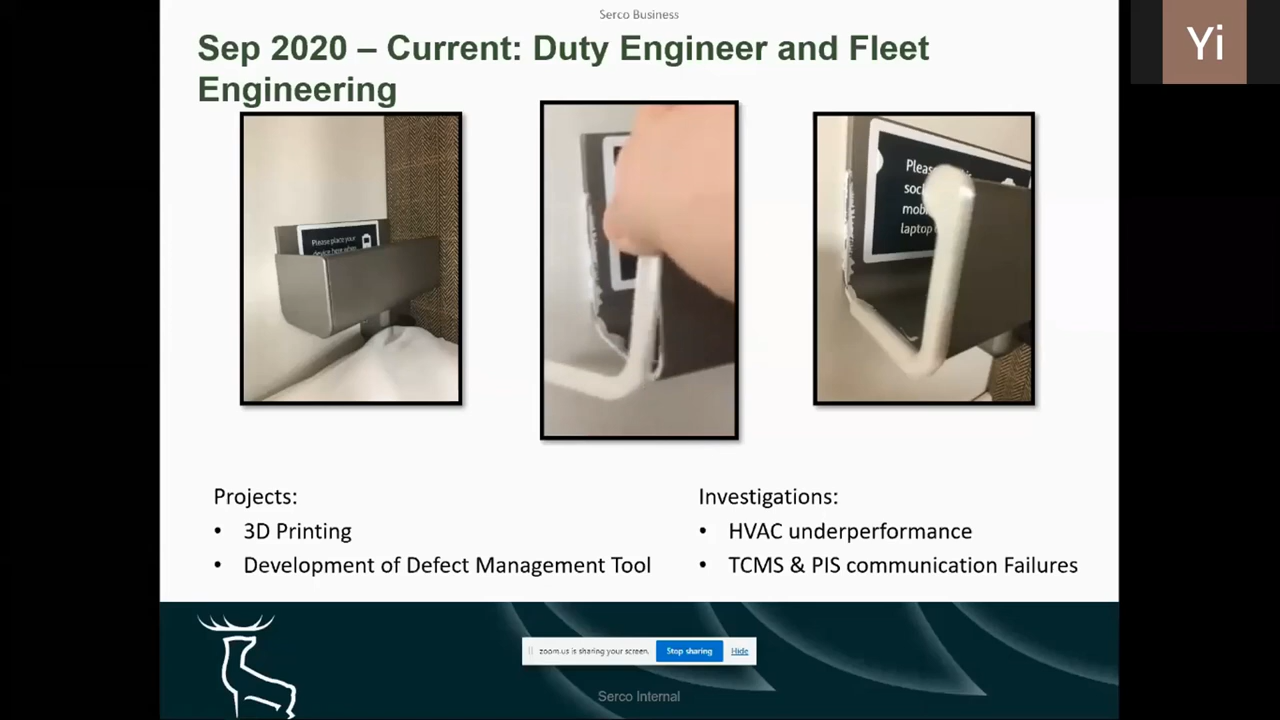 Serco Business
Sep 2020 – Current: Duty Engineer and Fleet
Engineering
Yi
Please place your
device here when
Projects:
• 3D Printing
• Development of Defect Management Tool
Investigations:
• HVAC underperformance
• TCMS & PIS communication Failures
zoom.us is sharing your screen.
Stop sharing
Hide
Serco Internal